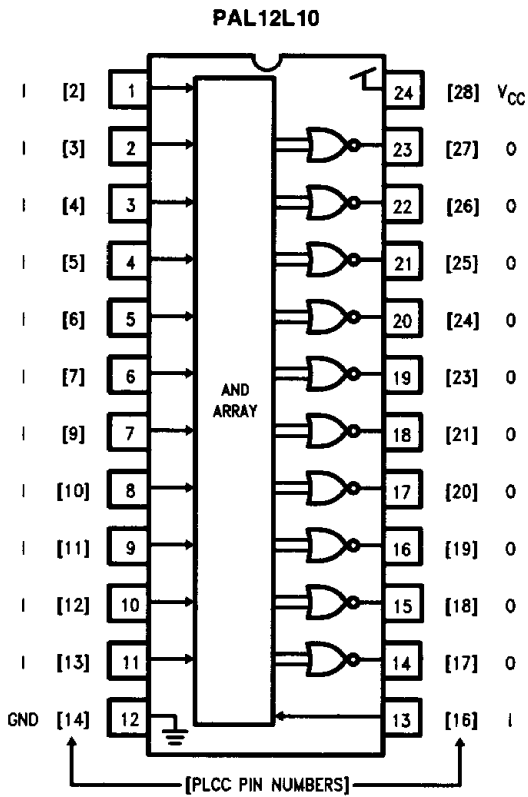 PAL12L10
I [2] 1 24 [28] VCC
I [3] 2 23 [27] O
I [4] 3 22 [26] O
I [5] 4 21 [25] O
I [6] 5 20 [24] O
I [7] 6 19 [23] O
AND
ARRAY
I [9] 7 18 [21] O
I [10] 8 17 [20] O
I [11] 9 16 [19] O
I [12] 10 15 [18] O
I [13] 11 14 [17] O
GND [14] 12 13 [16] I
[PLCC PIN NUMBERS]